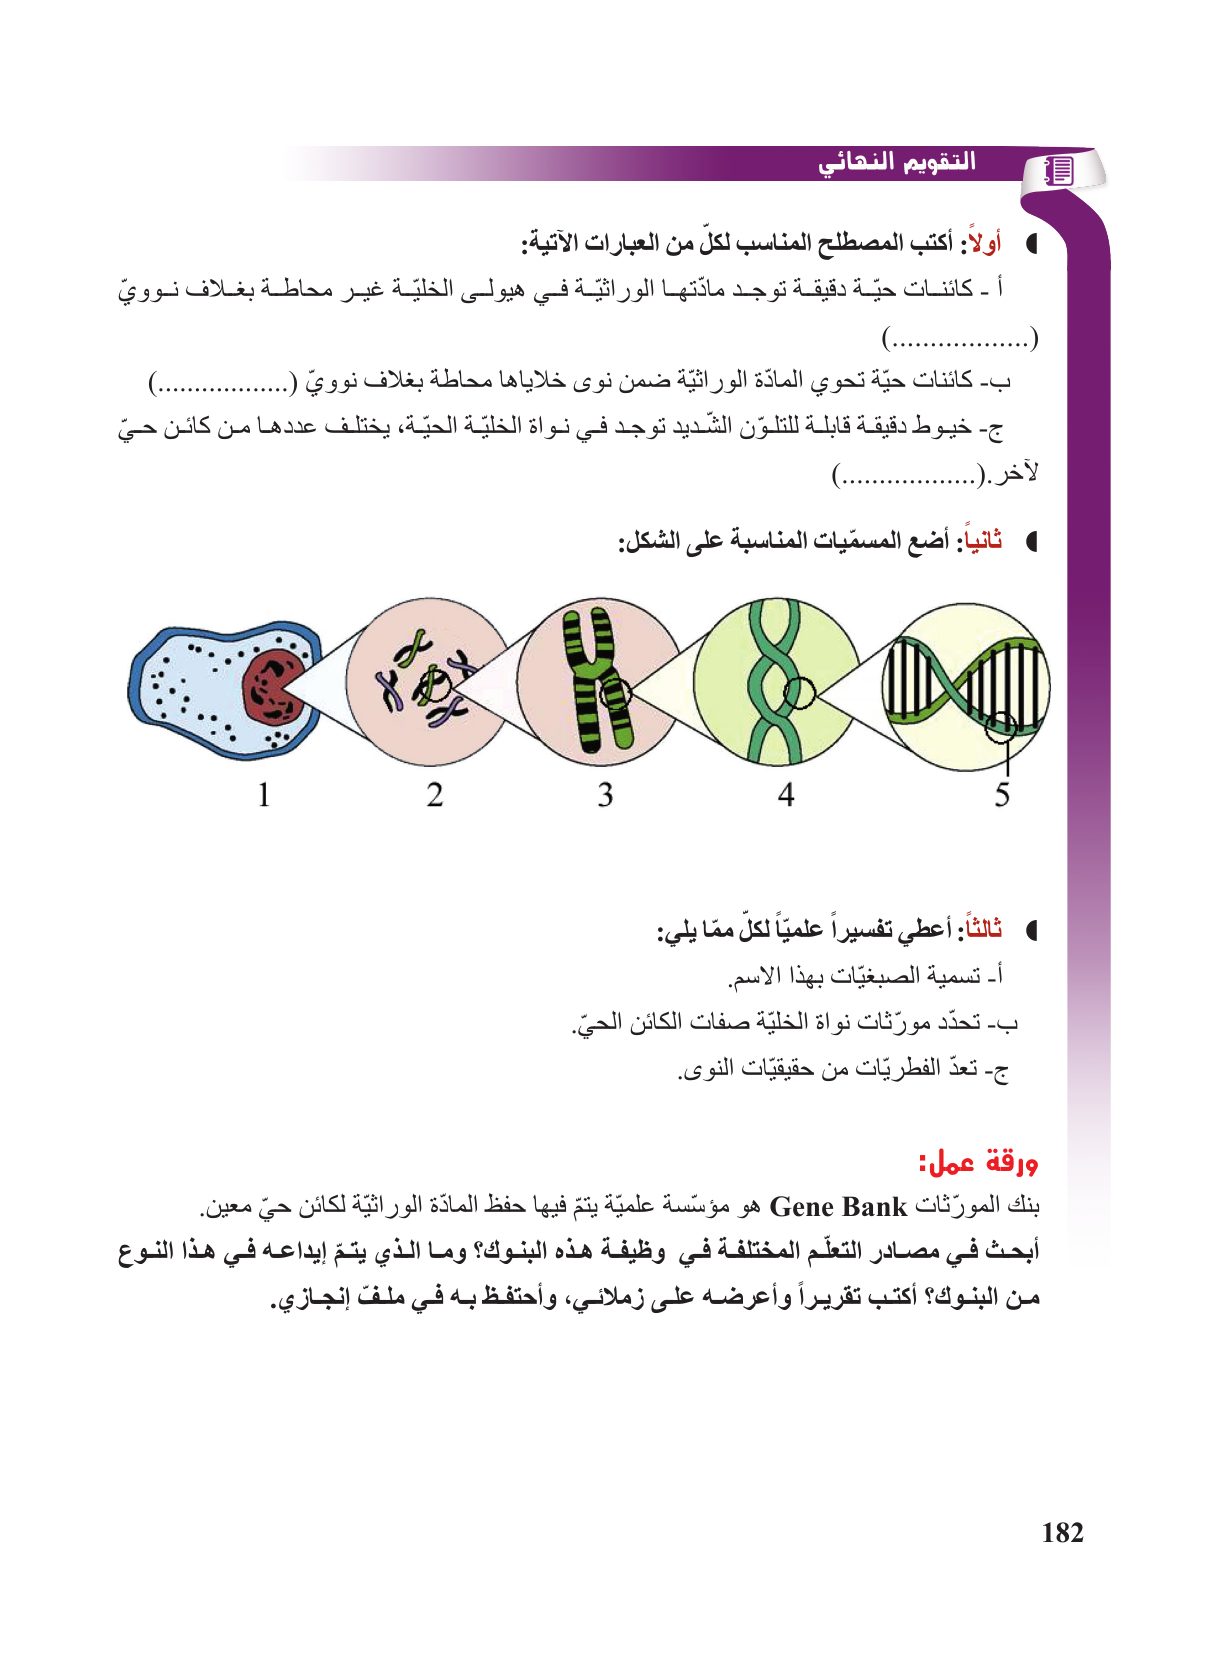 التقويم النهائي
أولاً: أكتب المصطلح المناسب لكلّ من العبارات الآتية:
أ - كائنات حيّة دقيقة توجد مادّتها الوراثيّة في هيولى الخليّة غير محاطة بغلاف نوويّ
(..................)
ب- كائنات حيّة تحوي المادّة الوراثيّة ضمن نوى خلاياها محاطة بغلاف نوويّ (..................)
ج- خيوط دقيقة قابلة للتلوّن الشّديد توجد في نواة الخليّة الحيّة، يختلف عددها من كائن حيّ
لآخر.(..................)
ثانياً: أضع المسمّيات المناسبة على الشكل:
1 2 3 4 5
ثالثاً: أعطي تفسيراً علميّاً لكلّ ممّا يلي:
أ- تسمية الصبغيّات بهذا الاسم.
ب- تحدّد مورّثات نواة الخليّة صفات الكائن الحيّ.
ج- تعدّ الفطريّات من حقيقيّات النوى.
ورقة عمل:
بنك المورّثات Gene Bank هو مؤسّسة علميّة يتمّ فيها حفظ المادّة الوراثيّة لكائن حيّ معين.
أبحث في مصادر التعلّم المختلفة في وظيفة هذه البنوك؟ وما الذي يتمّ إيداعه في هذا النوع
من البنوك؟ أكتب تقريراً وأعرضه على زملائي، وأحتفظ به في ملفّ إنجازي.
182